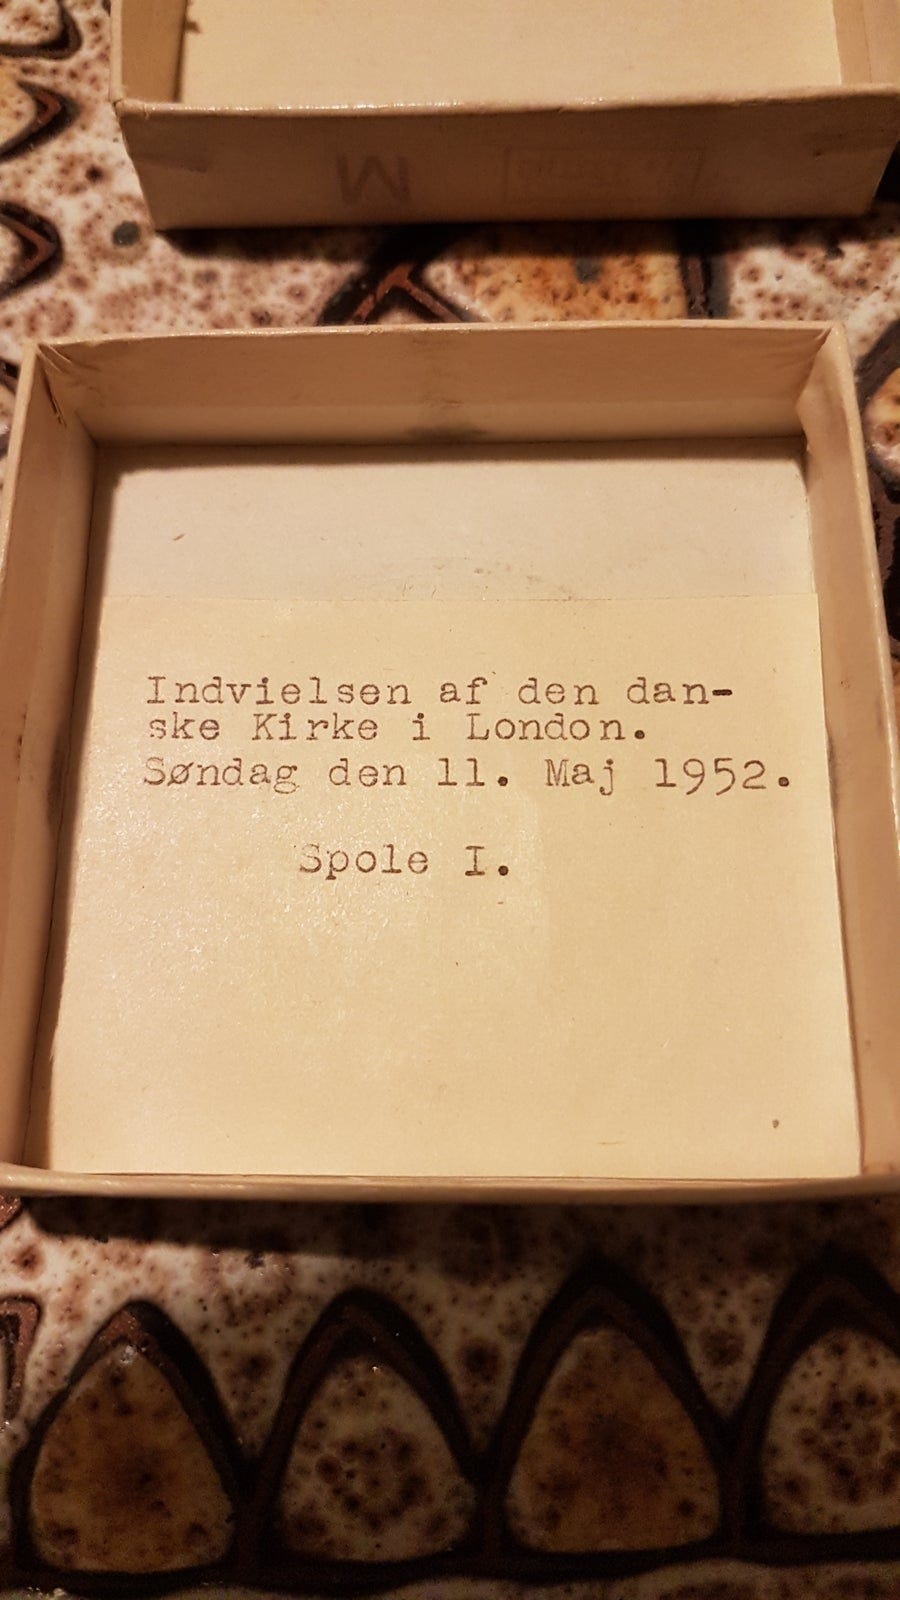 M
Indvielsen af den dan-
ske Kirke i London.
Søndag den 11. Maj 1952.
Spole I.